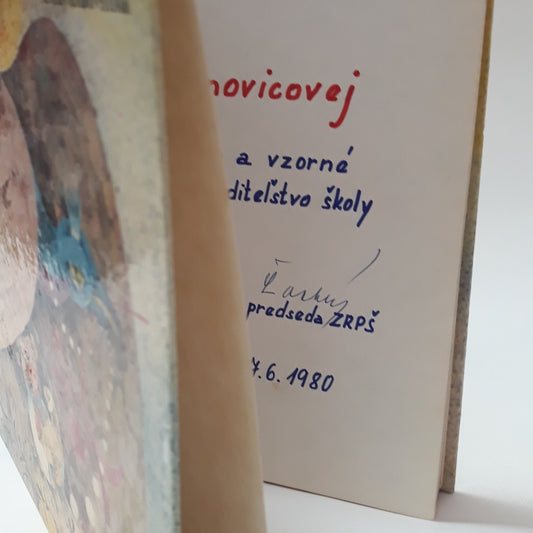 novicovej
a vzorné
diteľstvo školy
predseda ZRPŠ
7.6.1980